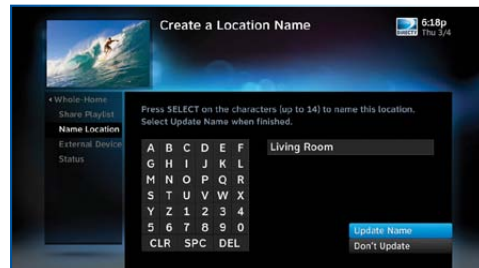 Create a Location Name
DIRECTV
6:18p
Thu 3/4
Whole-Home
Share Playlist
Name Location
External Device
Status
Press SELECT on the characters (up to 14) to name this location.
Select Update Name when finished.
A B C D E F
G H I J K L
M N O P Q R
S T U V W X
Y Z 1 2 3 4
5 6 7 8 9 0
CLR SPC DEL
Living Room
Update Name
Don't Update